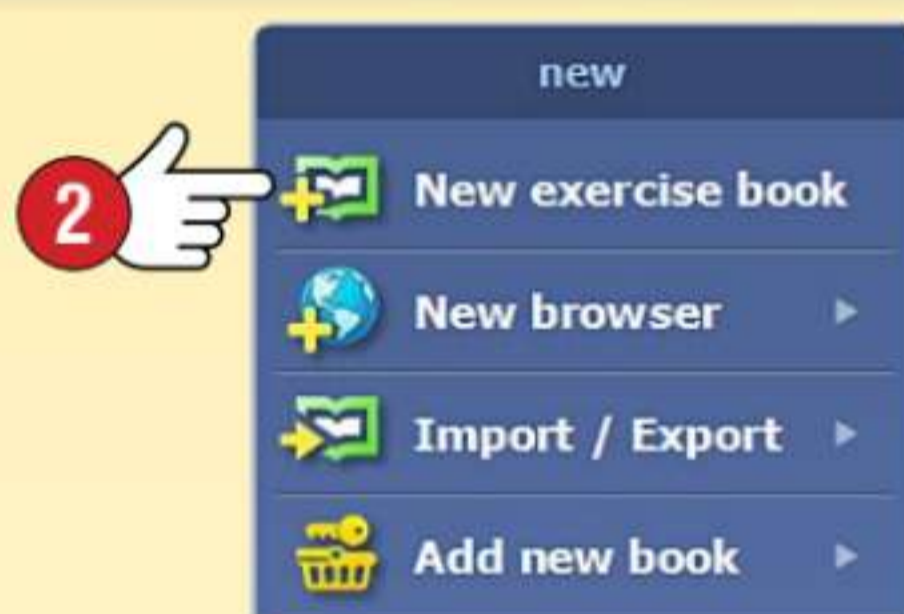 new
2
New exercise book
New browser
Import / Export
Add new book